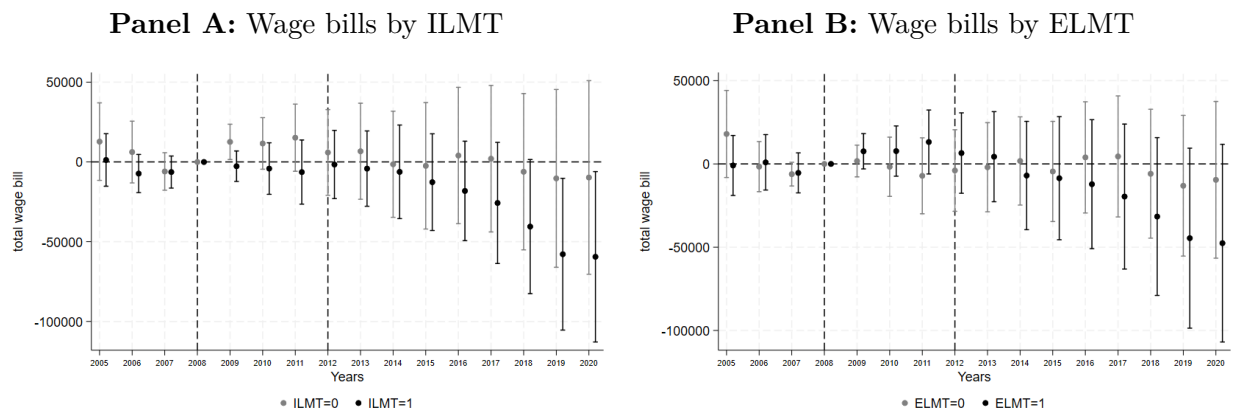 Panel A: Wage bills by ILMT
50000
0
-50000
-100000
total wage bill
2005 2006 2007 2008 2009 2010 2011 2012 2013 2014 2015 2016 2017 2018 2019 2020
Years
ILMT=0 ILMT=1
Panel B: Wage bills by ELMT
50000
0
-50000
-100000
total wage bill
2005 2006 2007 2008 2009 2010 2011 2012 2013 2014 2015 2016 2017 2018 2019 2020
Years
ELMT=0 ELMT=1